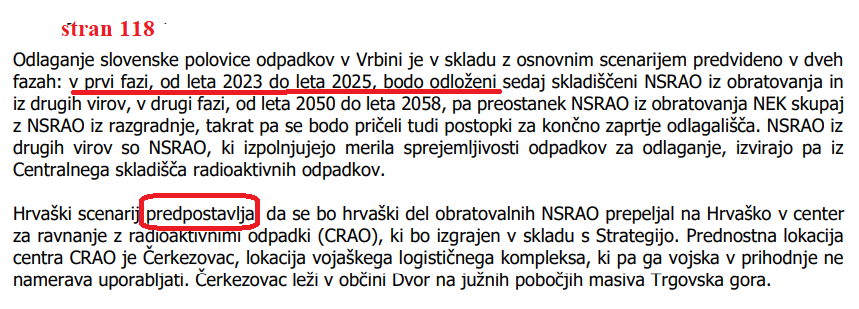 stran 118
Odlaganje slovenske polovice odpadkov v Vrbini je v skladu z osnovnim scenarijem predvideno v dveh
fazah: v prvi fazi, od leta 2023 do leta 2025, bodo odloženi sedaj skladiščeni NSRAO iz obratovanja in
iz drugih virov, v drugi fazi, od leta 2050 do leta 2058, pa preostanek NSRAO iz obratovanja NEK skupaj
z NSRAO iz razgradnje, takrat pa se bodo pričeli tudi postopki za končno zaprtje odlagališča. NSRAO iz
drugih virov so NSRAO, ki izpolnjujejo merila sprejemljivosti odpadkov za odlaganje, izvirajo pa iz
Centralnega skladišča radioaktivnih odpadkov.
Hrvaški scenarij predpostavlja, da se bo hrvaški del obratovalnih NSRAO prepeljal na Hrvaško v center
za ravnanje z radioaktivnimi odpadki (CRAO), ki bo izgrajen v skladu s Strategijo. Prednostna lokacija
centra CRAO je Čerkezovac, lokacija vojaškega logističnega kompleksa, ki pa ga vojska v prihodnje ne
namerava uporabljati. Čerkezovac leži v občini Dvor na južnih pobočjih masiva Trgovska gora.